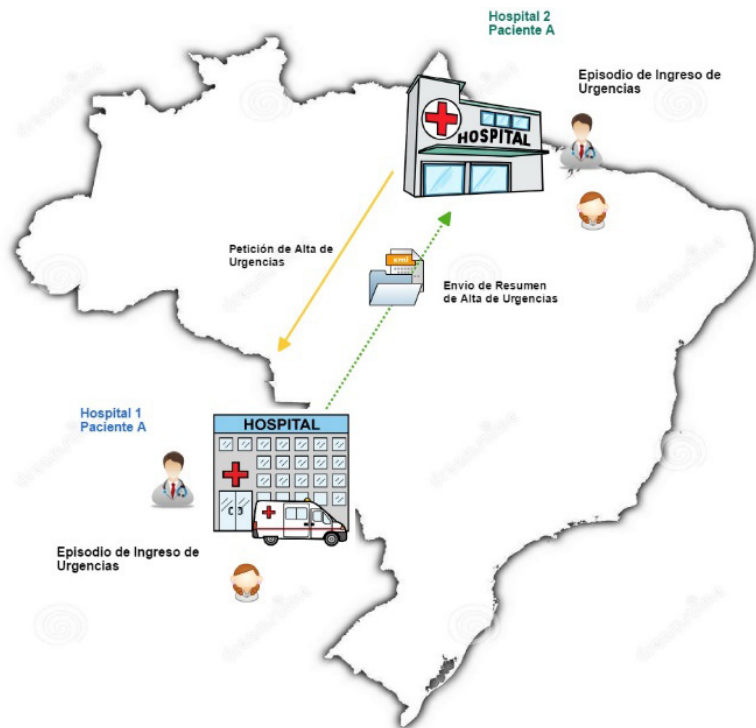 Hospital 2
Paciente A
Episodio de Ingreso de
Urgencias
HOSPITAL
Petición de Alta de
Urgencias
xml
Envío de Resumen
de Alta de Urgencias
Hospital 1
Paciente A
HOSPITAL
Episodio de Ingreso de
Urgencias